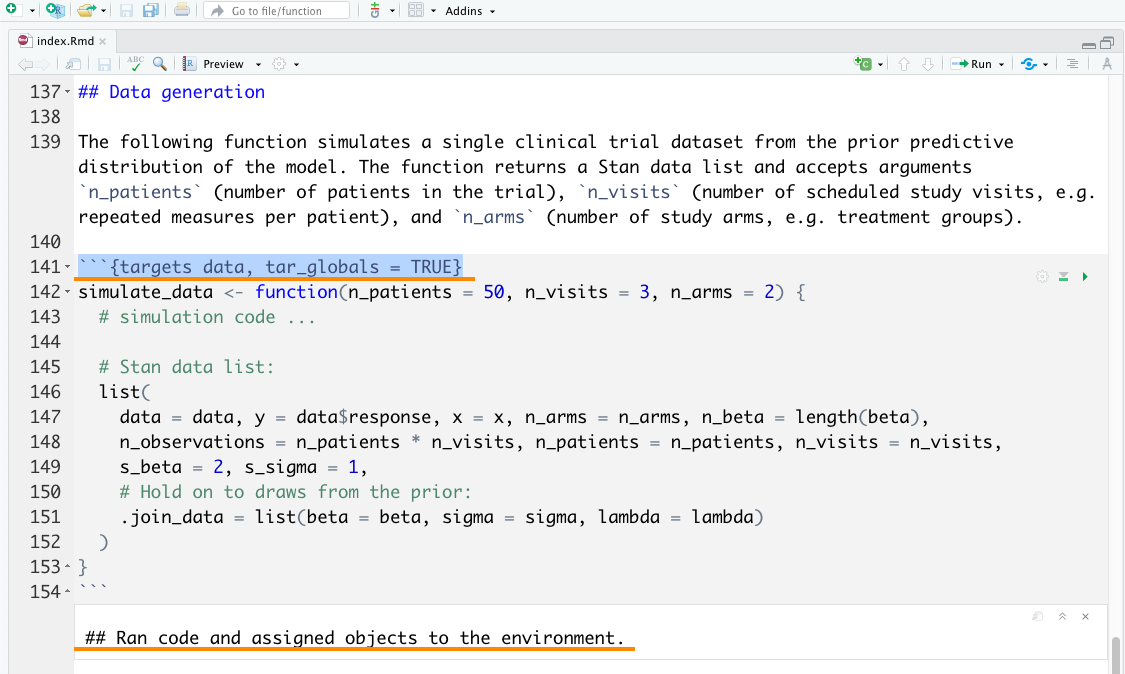 Go to file/function
Addins
index.Rmd
ABC
Preview
Run
137 ## Data generation
138
139 The following function simulates a single clinical trial dataset from the prior predictive
distribution of the model. The function returns a Stan data list and accepts arguments
`n_patients` (number of patients in the trial), `n_visits` (number of scheduled study visits, e.g.
repeated measures per patient), and `n_arms` (number of study arms, e.g. treatment groups).
140
141 ```{targets data, tar_globals = TRUE}
142 simulate_data <- function(n_patients = 50, n_visits = 3, n_arms = 2) {
143   # simulation code ...
144
145   # Stan data list:
146   list(
147     data = data, y = data$response, x = x, n_arms = n_arms, n_beta = length(beta),
148     n_observations = n_patients * n_visits, n_patients = n_patients, n_visits = n_visits,
149     s_beta = 2, s_sigma = 1,
150     # Hold on to draws from the prior:
151     .join_data = list(beta = beta, sigma = sigma, lambda = lambda)
152   )
153 }
154 ```
## Ran code and assigned objects to the environment.